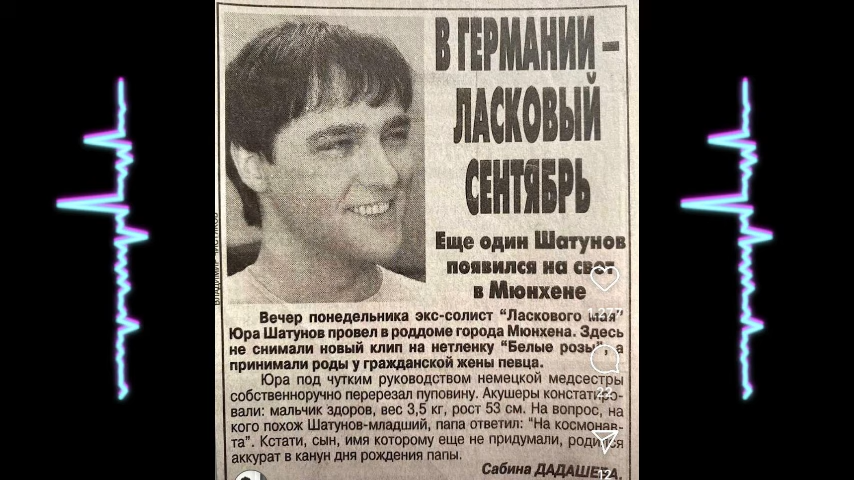 В ГЕРМАНИИ –
ЛАСКОВЫЙ
СЕНТЯБРЬ
Еще один Шатунов
появился на свет
в Мюнхене
Вечер понедельника экс-солист "Ласкового мая"
Юра Шатунов провел в роддоме города Мюнхена. Здесь
не снимали новый клип на нетленку "Белые розы", а
принимали роды у гражданской жены певца.
Юра под чутким руководством немецкой медсестры
собственноручно перерезал пуповину. Акушеры констатиро-
вали: мальчик здоров, вес 3,5 кг, рост 53 см. На вопрос, на
кого похож Шатунов-младший, папа ответил: "На космонав-
та". Кстати, сын, имя которому еще не придумали, родился
аккурат в канун дня рождения папы.
Сабина ДАДАШЕВА.